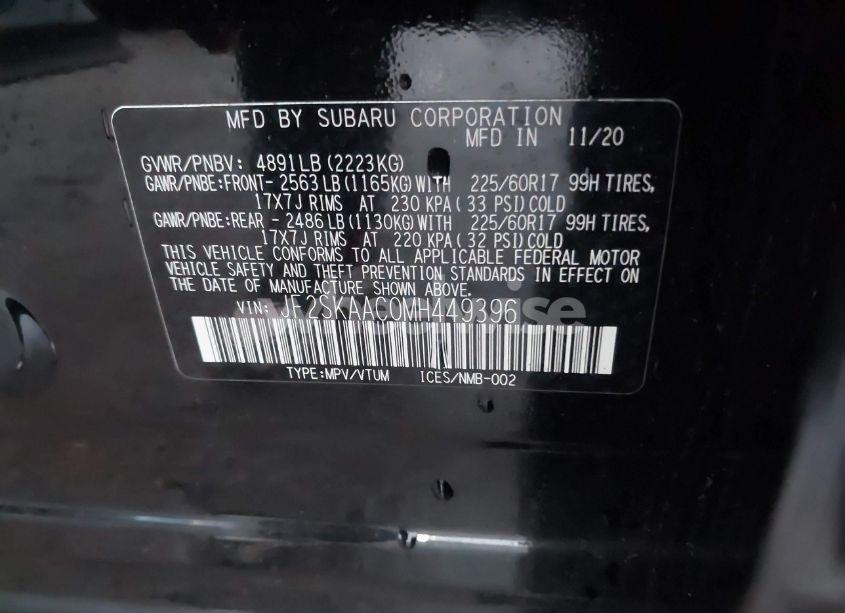 MFD BY SUBARU CORPORATION
MFD IN 11/20
GVWR/PNBV: 4891LB (2223KG)
GAWR/PNBE:FRONT- 2563 LB (1165KG) WITH 225/60R17 99H TIRES,
17X7J RIMS AT 230 KPA (33 PSI) COLD
GAWR/PNBE:REAR - 2486 LB (1130KG) WITH 225/60R17 99H TIRES,
17X7J RIMS AT 220 KPA (32 PSI) COLD
THIS VEHICLE CONFORMS TO ALL APPLICABLE FEDERAL MOTOR
VEHICLE SAFETY AND THEFT PREVENTION STANDARDS IN EFFECT ON
THE DATE OF MANUFACTURE SHOWN ABOVE.
VIN: JF2SKAAC0MH449396
TYPE:MPV/VTUM ICES/NMB-002